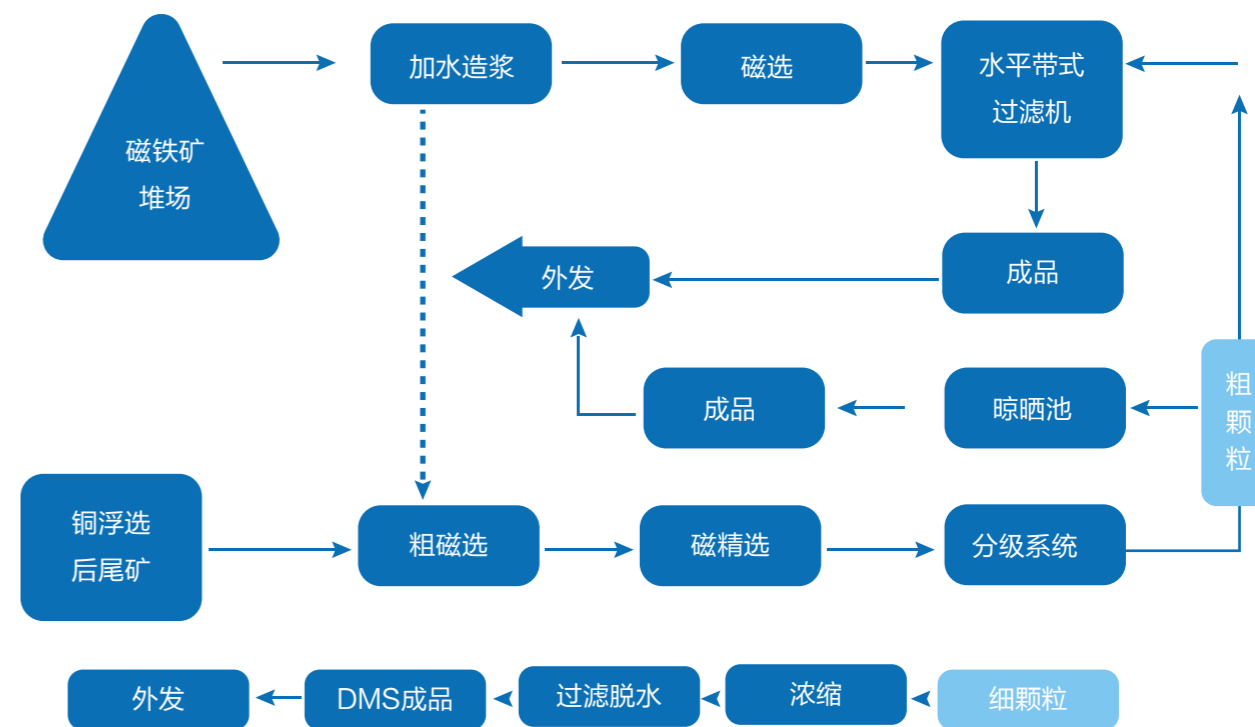 磁铁矿
堆场
加水造浆
磁选
水平带式
过滤机
外发
成品
成品
晾晒池
粗
颗
粒
铜浮选
后尾矿
粗磁选
磁精选
分级系统
外发
DMS成品
过滤脱水
浓缩
细颗粒